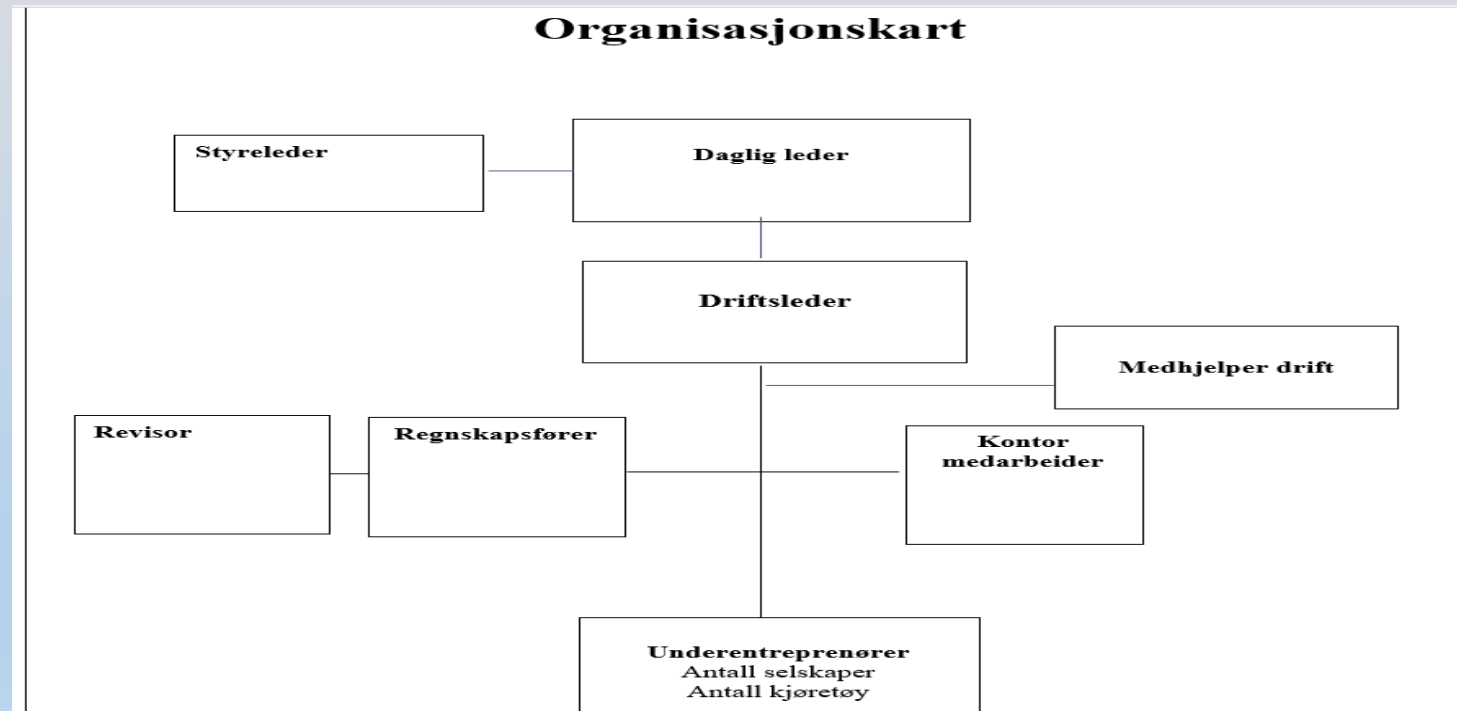 Organisasjonskart
Styreleder
Daglig leder
Driftsleder
Medhjelper drift
Revisor
Regnskapsfører
Kontor
medarbeider
Underentreprenører
Antall selskaper
Antall kjøretøy